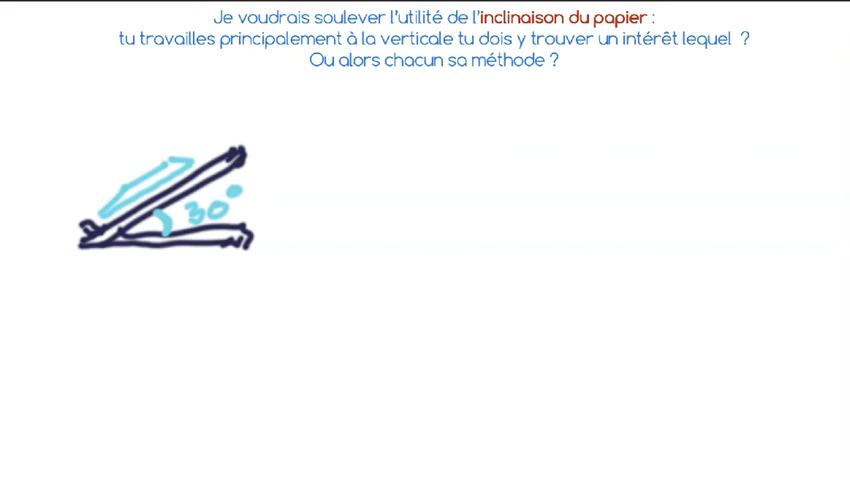 Je voudrais soulever l'utilité de l'inclinaison du papier :
tu travailles principalement à la verticale tu dois y trouver un intérêt lequel ?
Ou alors chacun sa méthode ?
30°